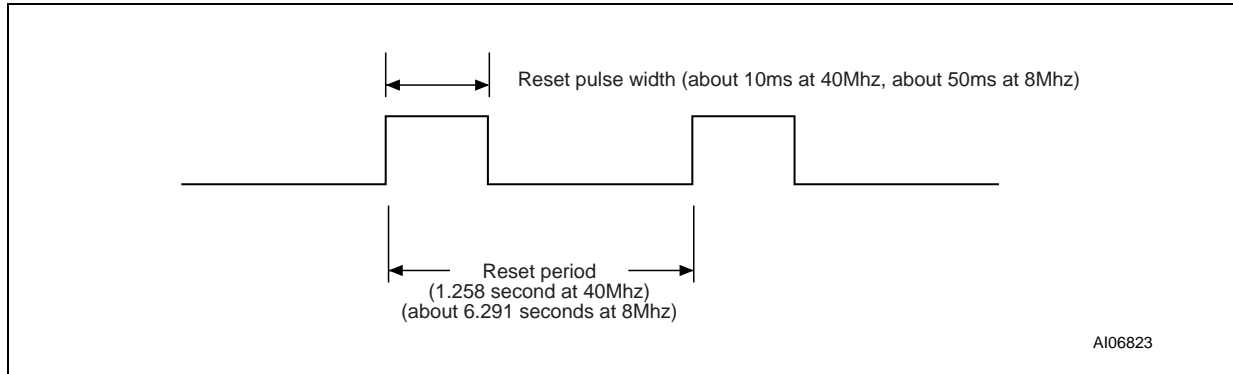 Reset pulse width (about 10ms at 40Mhz, about 50ms at 8Mhz)
Reset period
(1.258 second at 40Mhz)
(about 6.291 seconds at 8Mhz)
AI06823